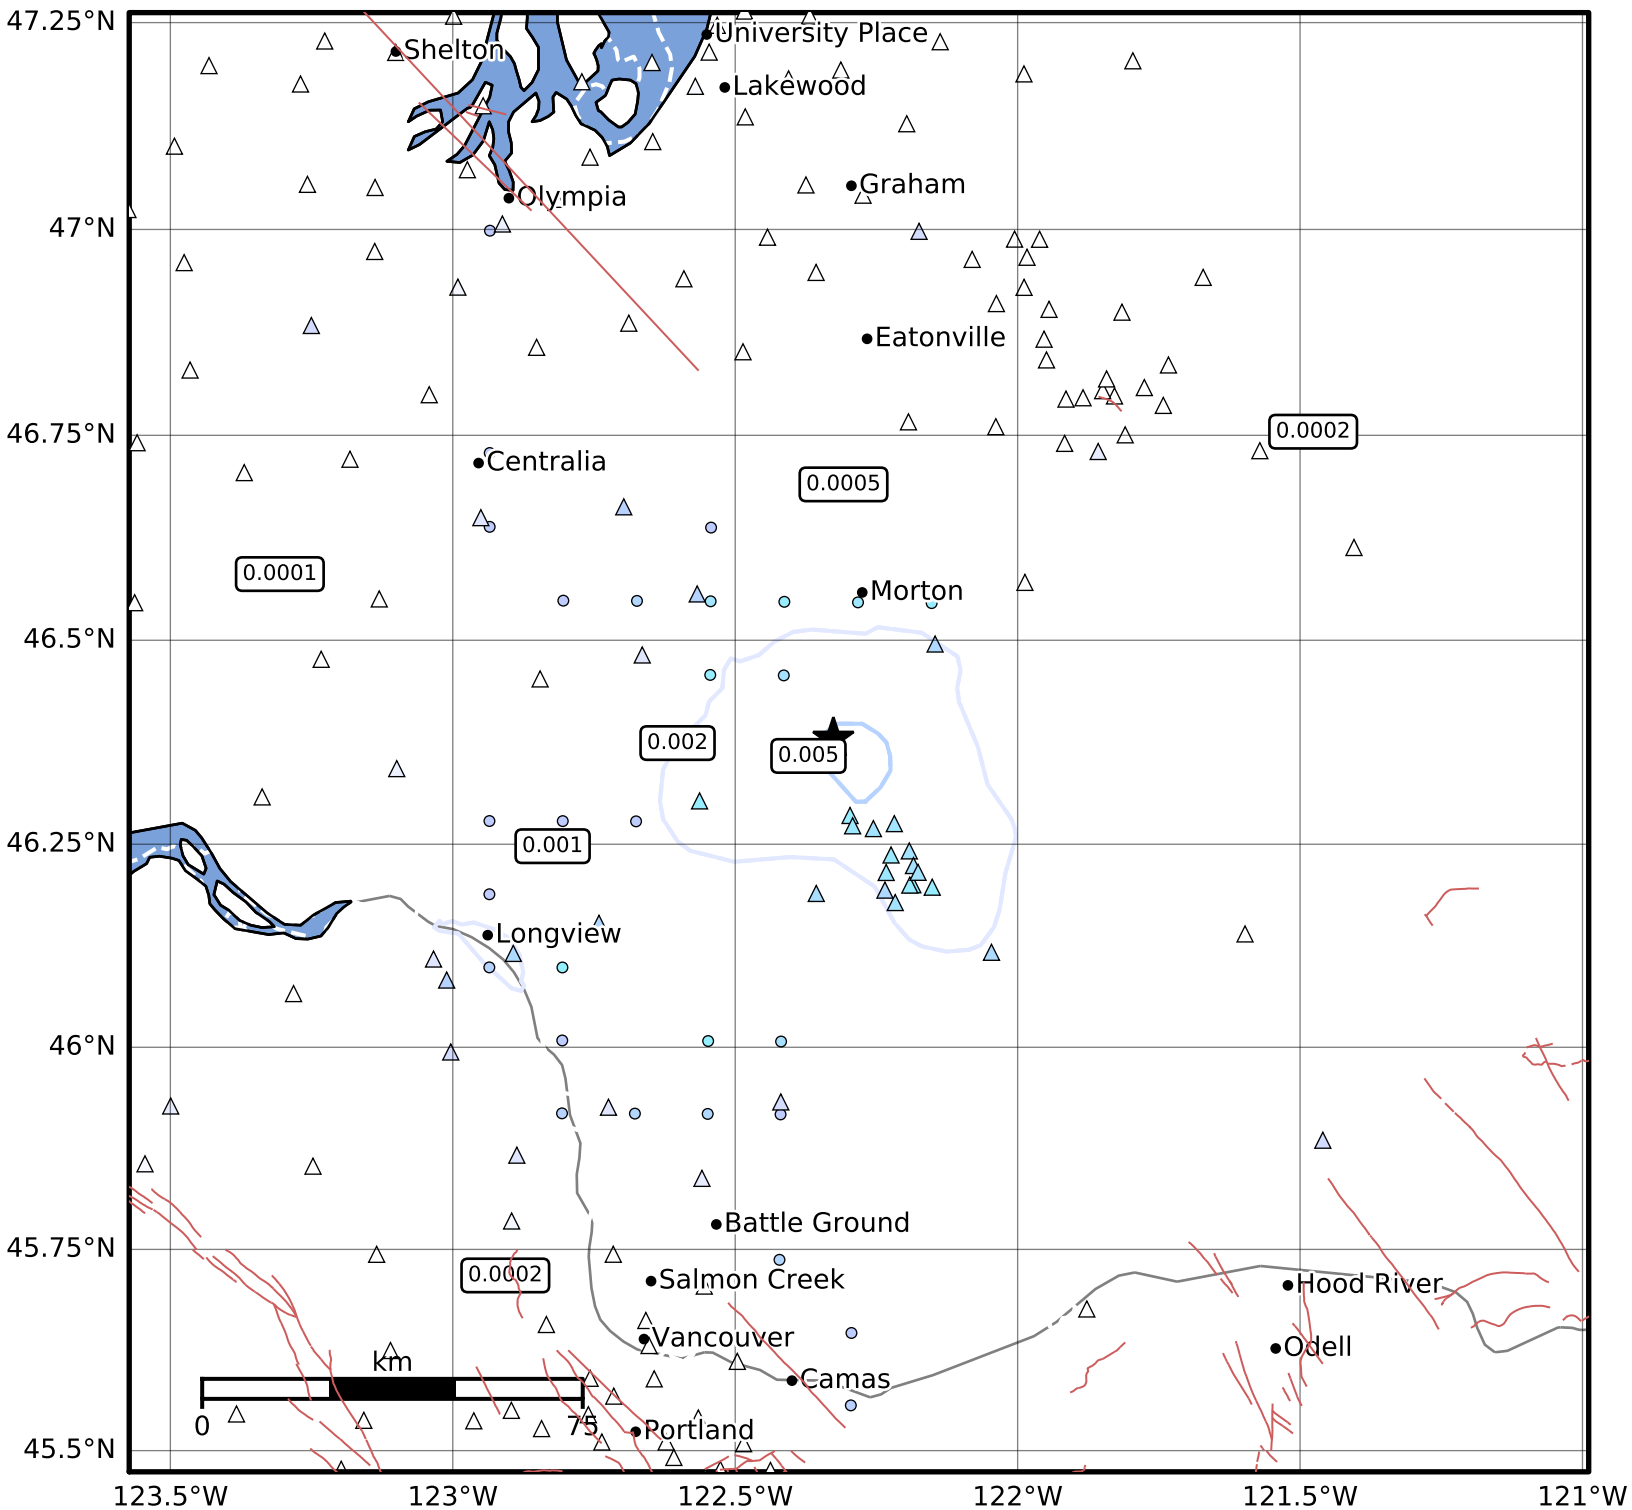 47.25°N
University Place
Shelton
Lakewood
Graham
Olympia
47°N
Eatonville
46.75°N
0.0002
Centralia
0.0005
0.0001
Morton
46.5°N
0.002
0.005
46.25°N
0.001
Longview
46°N
Battle Ground
45.75°N
0.0002
Salmon Creek
Hood River
Vancouver
Odell
km
Camas
0
75
Portland
45.5°N
123.5°W
123°W
122.5°W
122°W
121.5°W
121°W